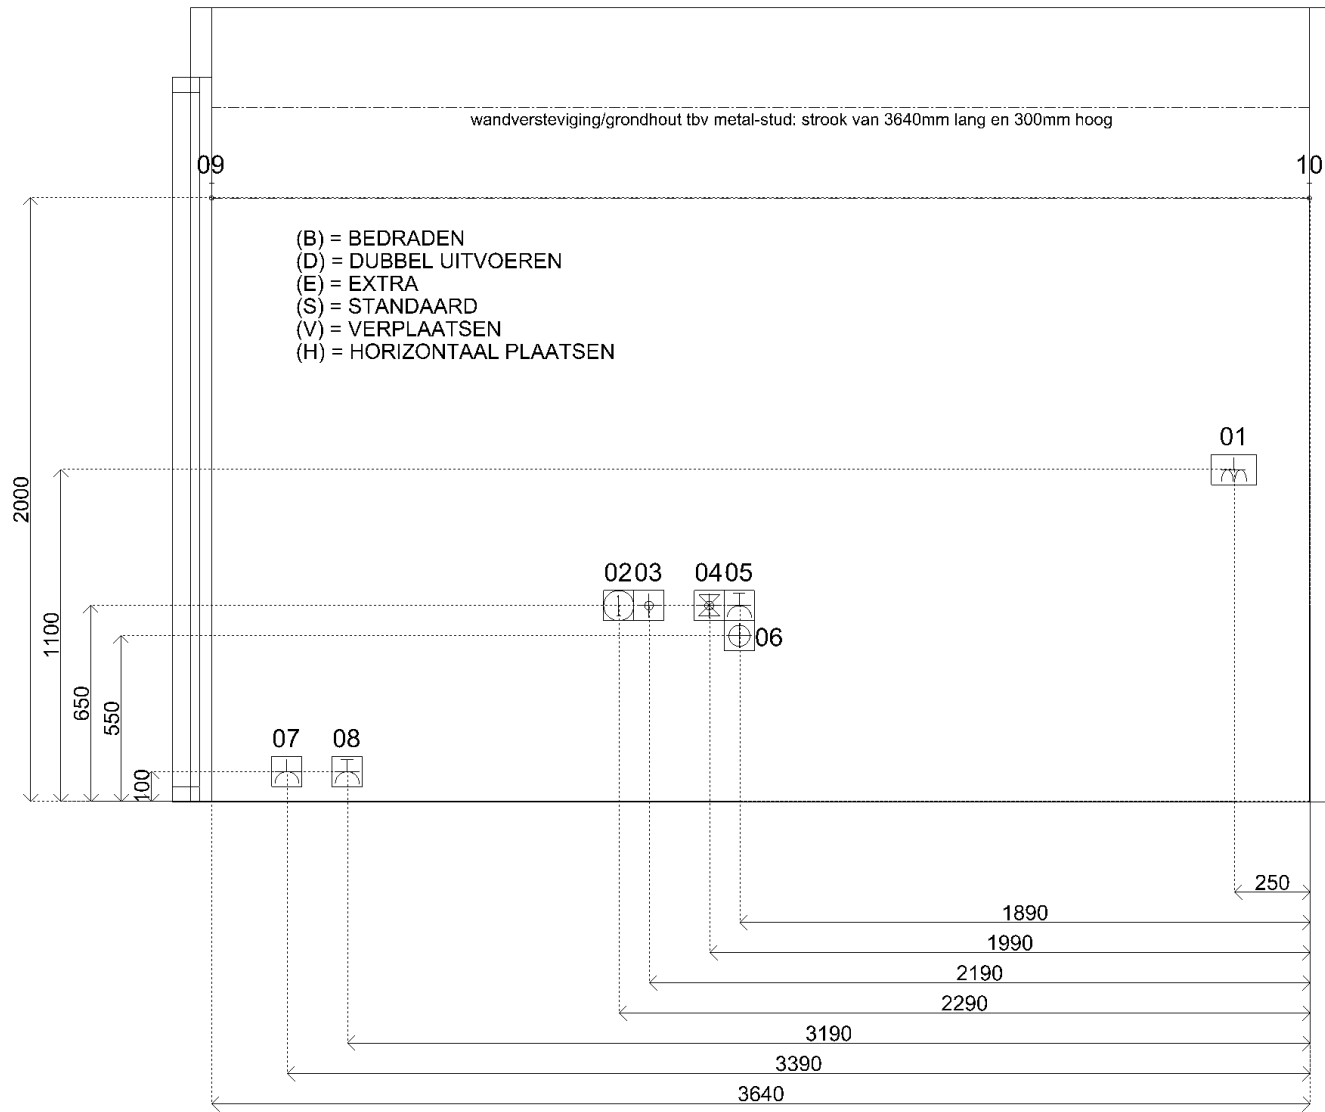 wandversteviging/grondhout tbv metal-stud: strook van 3640mm lang en 300mm hoog
09
10
(B) = BEDRADEN
(D) = DUBBEL UITVOEREN
(E) = EXTRA
(S) = STANDAARD
(V) = VERPLAATSEN
(H) = HORIZONTAAL PLAATSEN
01
2000
1100
02 03 04 05
06
650
550
07 08
100
250
1890
1990
2190
2290
3190
3390
3640